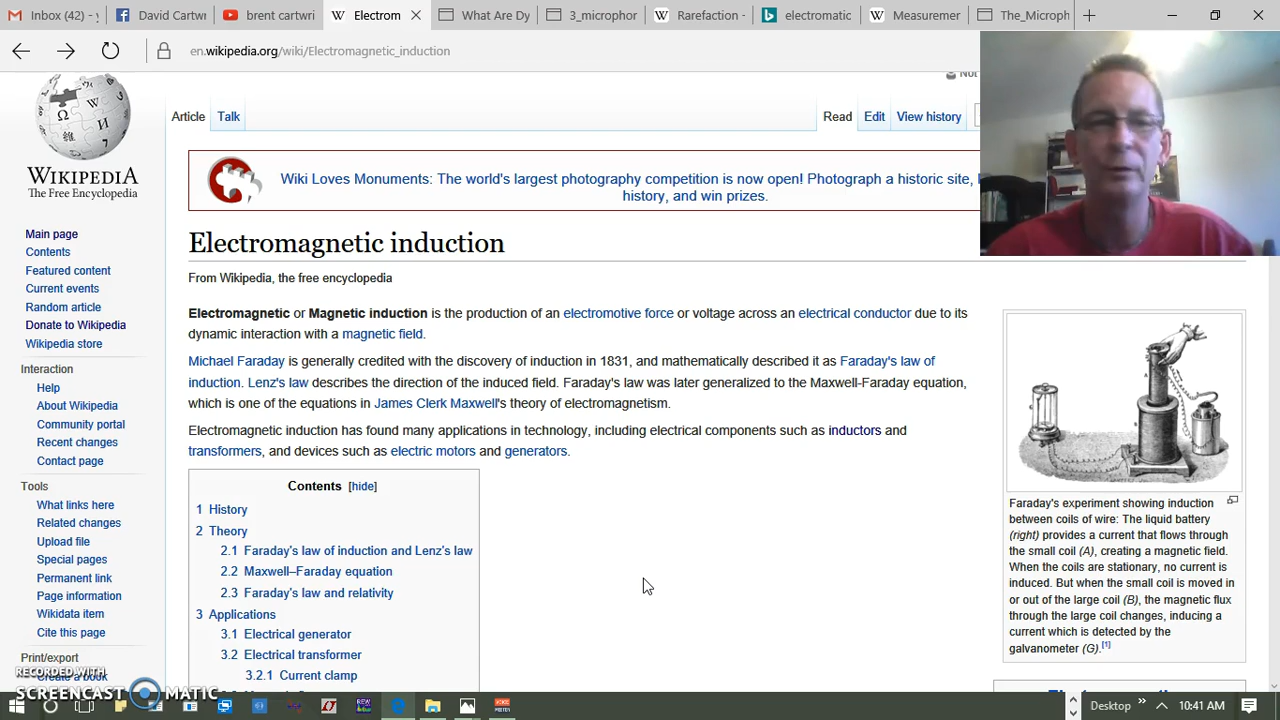 Inbox (42) - y
David Cartwr
brent cartwri
Electrom
What Are Dy
3_microphor
Rarefaction -
electromatic
Measuremer
The_Microph
en.wikipedia.org/wiki/Electromagnetic_induction
WIKIPEDIA
The Free Encyclopedia
Main page
Contents
Featured content
Current events
Random article
Donate to Wikipedia
Wikipedia store
Interaction
Help
About Wikipedia
Community portal
Recent changes
Contact page
Tools
What links here
Related changes
Upload file
Special pages
Permanent link
Page information
Wikidata item
Cite this page
Print/export
Create a book
Not
Article Talk
Read Edit View history
Wiki Loves Monuments: The world's largest photography competition is now open! Photograph a historic site,
history, and win prizes.
Electromagnetic induction
From Wikipedia, the free encyclopedia
Electromagnetic or Magnetic induction is the production of an electromotive force or voltage across an electrical conductor due to its
dynamic interaction with a magnetic field.
Michael Faraday is generally credited with the discovery of induction in 1831, and mathematically described it as Faraday's law of
induction. Lenz's law describes the direction of the induced field. Faraday's law was later generalized to the Maxwell-Faraday equation,
which is one of the equations in James Clerk Maxwell's theory of electromagnetism.
Electromagnetic induction has found many applications in technology, including electrical components such as inductors and
transformers, and devices such as electric motors and generators.
Contents [hide]
1 History
2 Theory
2.1 Faraday's law of induction and Lenz's law
2.2 Maxwell–Faraday equation
2.3 Faraday's law and relativity
3 Applications
3.1 Electrical generator
3.2 Electrical transformer
3.2.1 Current clamp
Faraday's experiment showing induction
between coils of wire: The liquid battery
(right) provides a current that flows through
the small coil (A), creating a magnetic field.
When the coils are stationary, no current is
induced. But when the small coil is moved in
or out of the large coil (B), the magnetic flux
through the large coil changes, inducing a
current which is detected by the
galvanometer (G).[1]
RECORDED WITH
SCREENCAST MATIC
Desktop
10:41 AM